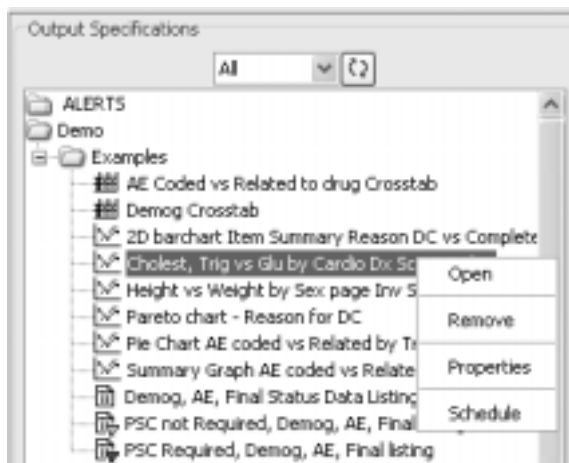 Output Specifications
All
ALERTS
Demo
Examples
AE Coded vs Related to drug Crosstab
Demog Crosstab
2D barchart Item Summary Reason DC vs Complete
Cholest, Trig vs Glu by Cardio Dx Sc
Open
Height vs Weight by Sex page Inv S
Pareto chart - Reason for DC
Remove
Pie Chart AE coded vs Related by Tr
Summary Graph AE coded vs Relate
Properties
Demog, AE, Final Status Data Listing
PSC not Required, Demog, AE, Final
Schedule
PSC Required, Demog, AE, Final listing